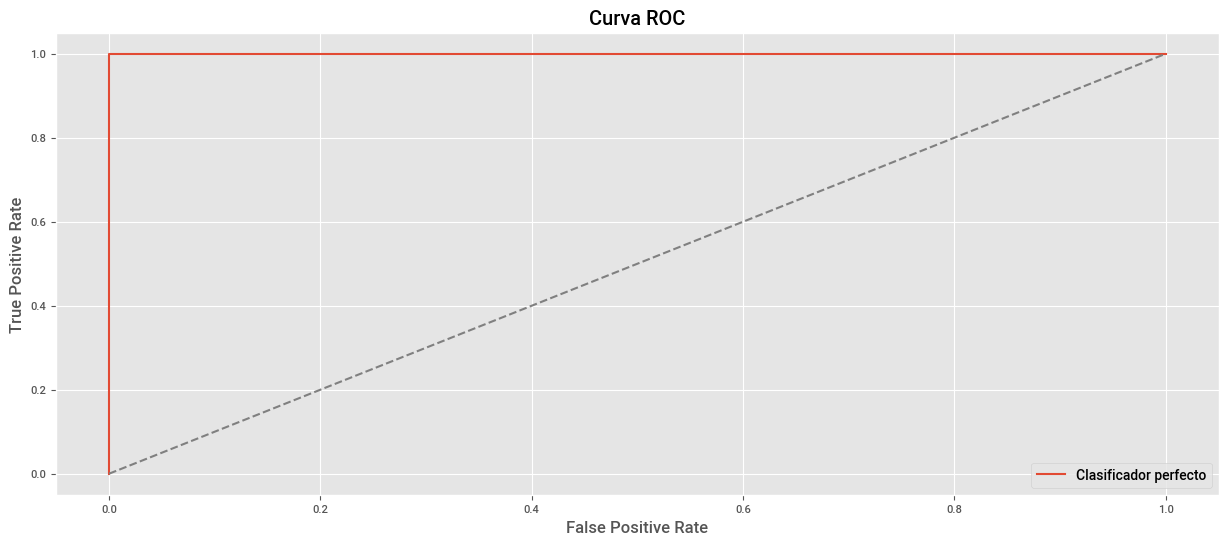 Curva ROC
True Positive Rate
1.0
0.8
0.6
0.4
0.2
0.0
Clasificador perfecto
0.0 0.2 0.4 0.6 0.8 1.0
False Positive Rate